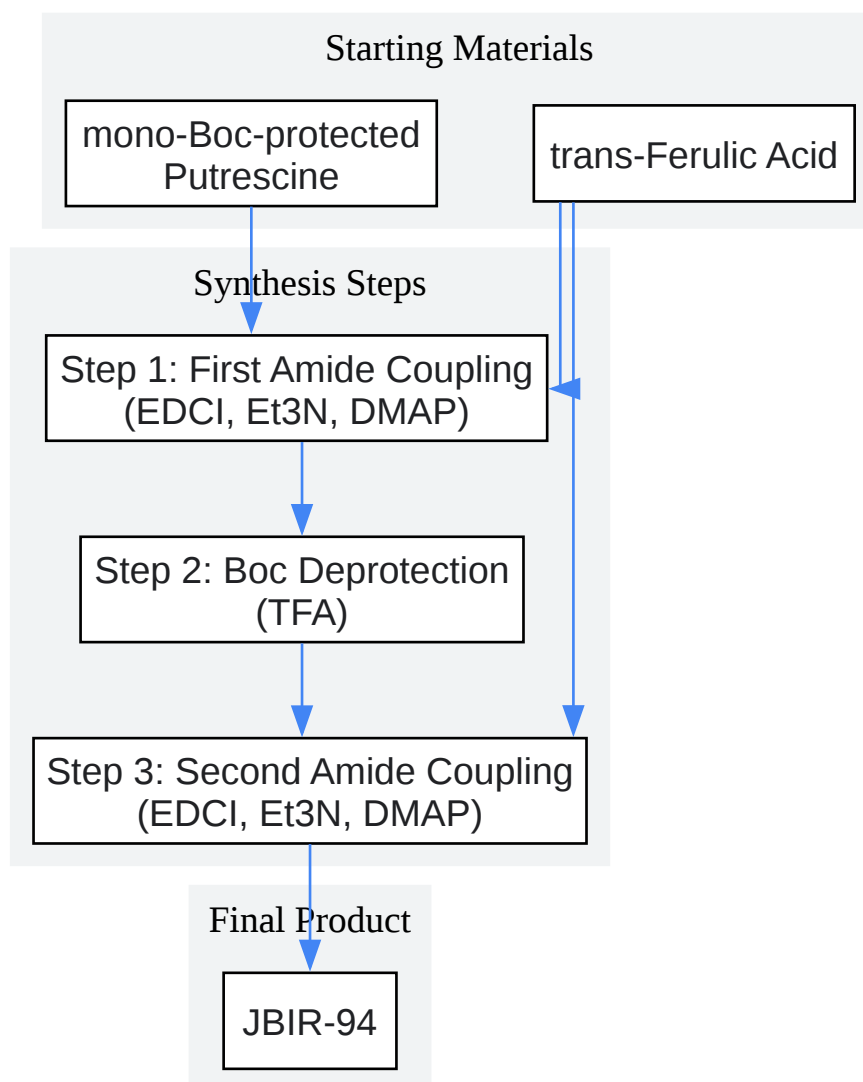 Starting Materials
mono-Boc-protected
Putrescine
trans-Ferulic Acid
Synthesis Steps
Step 1: First Amide Coupling
(EDCI, Et3N, DMAP)
Step 2: Boc Deprotection
(TFA)
Step 3: Second Amide Coupling
(EDCI, Et3N, DMAP)
Final Product
JBIR-94